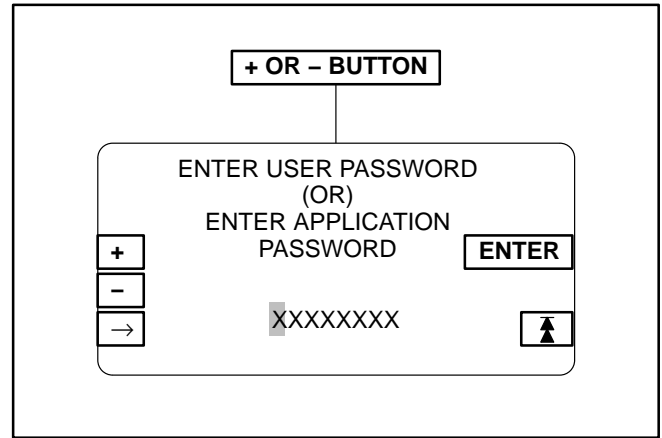 + OR – BUTTON
ENTER USER PASSWORD
(OR)
ENTER APPLICATION
PASSWORD
+
ENTER
–
→
XXXXXXXX